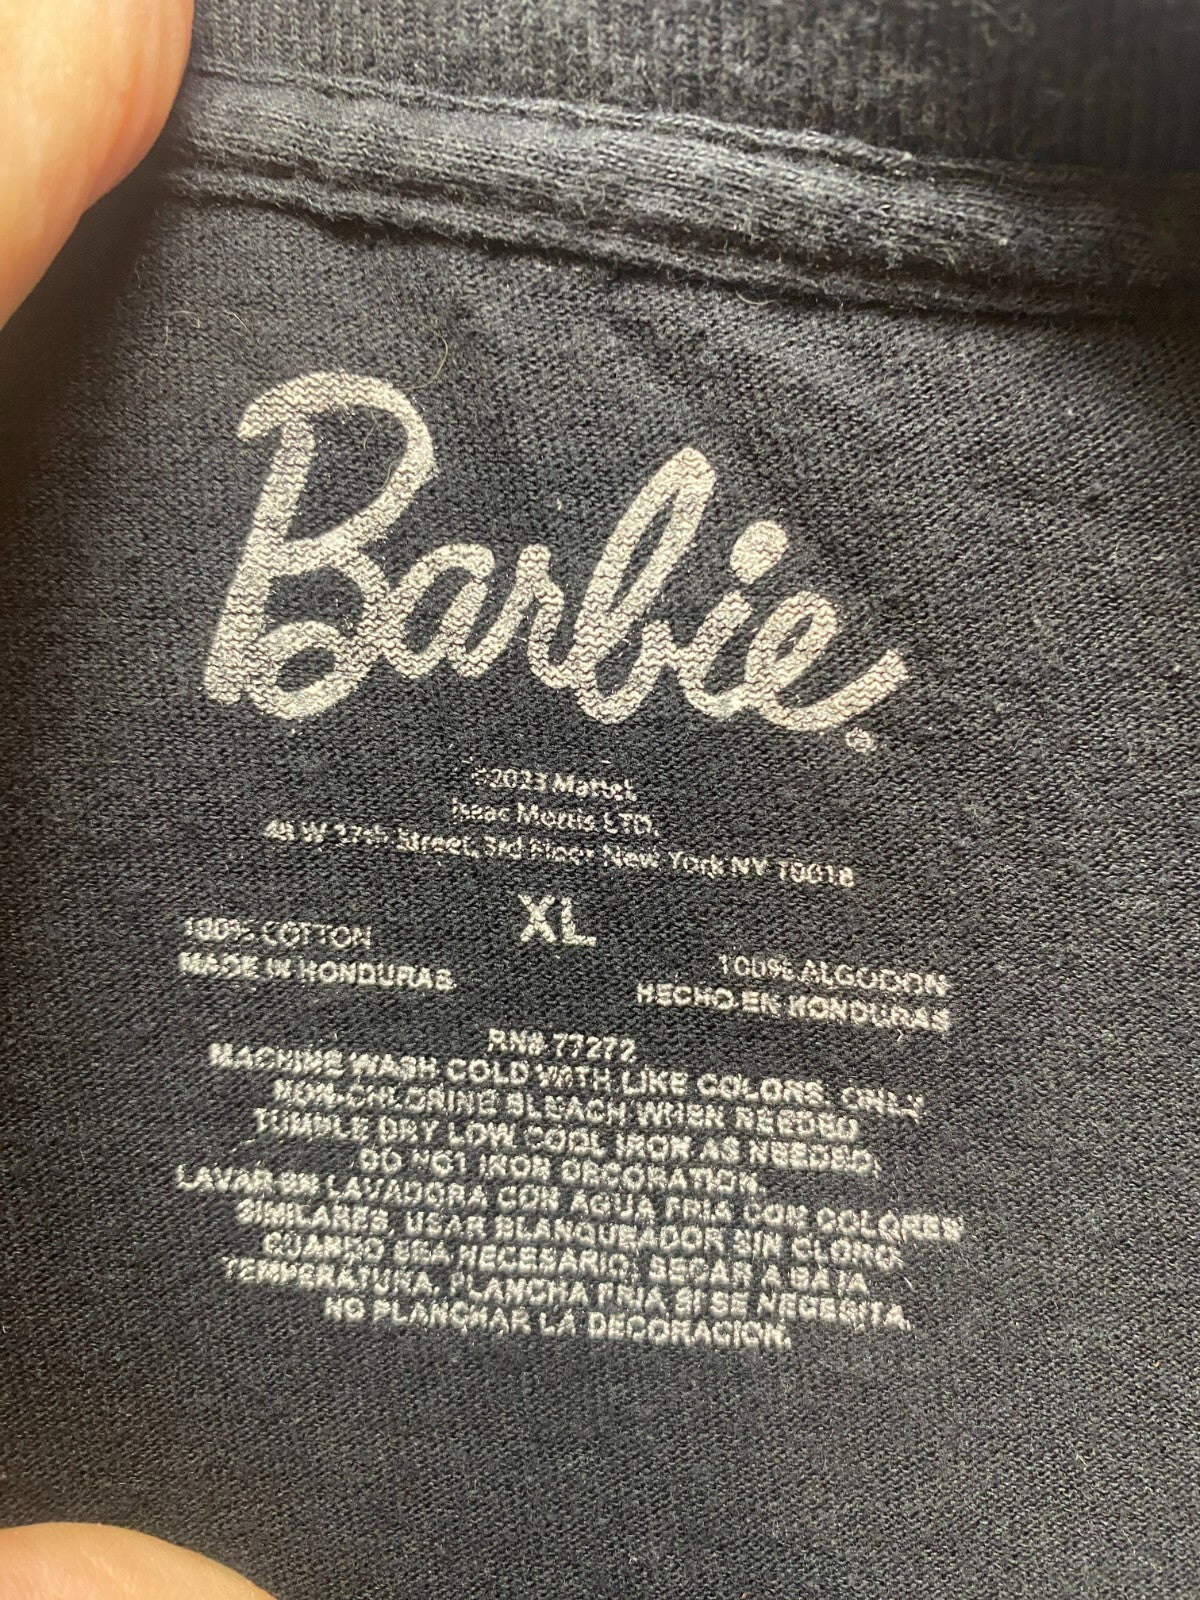 Barbie®
©2023 Mattel
Isaac Morris LTD.
48 W 37th Street, 3rd Floor New York NY 10018
XL
100% COTTON
MADE IN HONDURAS
100% ALGODON
HECHO EN HONDURAS
RN# 77272
MACHINE WASH COLD WITH LIKE COLORS, ONLY
NON-CHLORINE BLEACH WHEN NEEDED
TUMBLE DRY LOW, COOL IRON AS NEEDED,
DO NOT IRON DECORATION.
LAVAR EN LAVADORA CON AGUA FRIA CON COLORES
SIMILARES, USAR BLANQUEADOR SIN CLORO,
CUANDO SEA NECESARIO, SECAR A BAJA
TEMPERATURA, PLANCHA FRIA SI SE NECESITA,
NO PLANCHAR LA DECORACION.